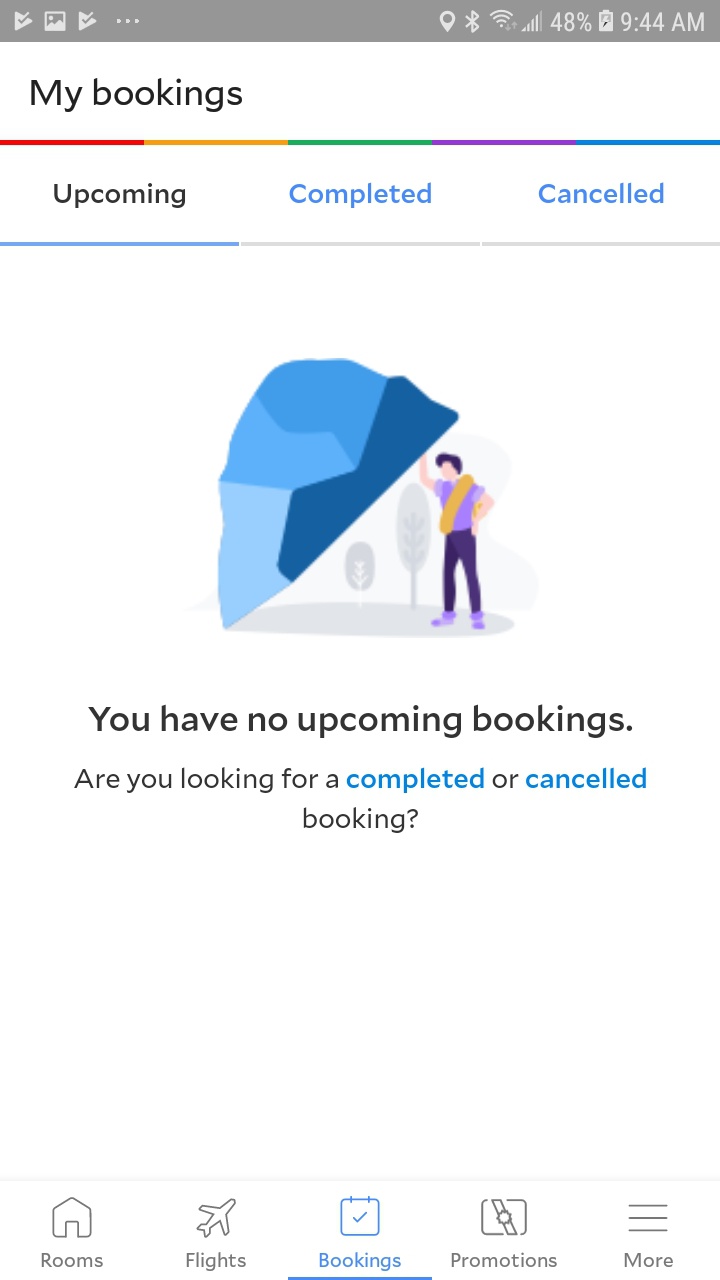 48% 9:44 AM
My bookings
Upcoming Completed Cancelled
You have no upcoming bookings.
Are you looking for a completed or cancelled
booking?
Rooms Flights Bookings Promotions More